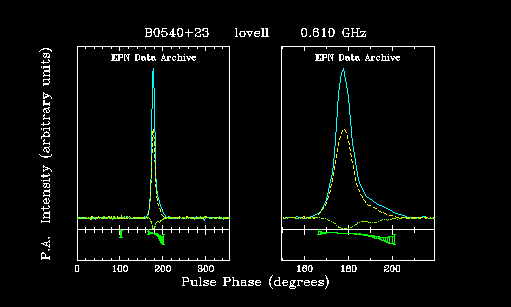 B0540+23 lovell 0.610 GHz
EPN Data Archive EPN Data Archive
P.A. Intensity (arbitrary units)
0 100 200 300 160 180 200
Pulse Phase (degrees)